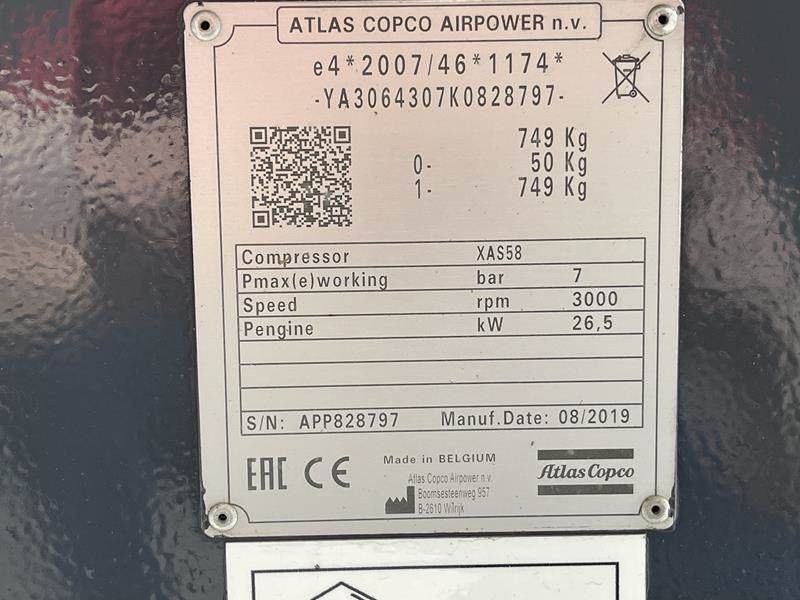 ATLAS COPCO AIRPOWER n.v.
e4*2007/46*1174*
-YA3064307K0828797-
749 Kg
0- 50 Kg
1- 749 Kg
Compressor XAS58
Pmax(e)working bar 7
Speed rpm 3000
Pengine kW 26,5
S/N: APP828797 Manuf.Date: 08/2019
EAC CE
Made in BELGIUM
Atlas Copco Airpower n.v.
Boomsesteenweg 957
B-2610 Wilrijk
Atlas Copco